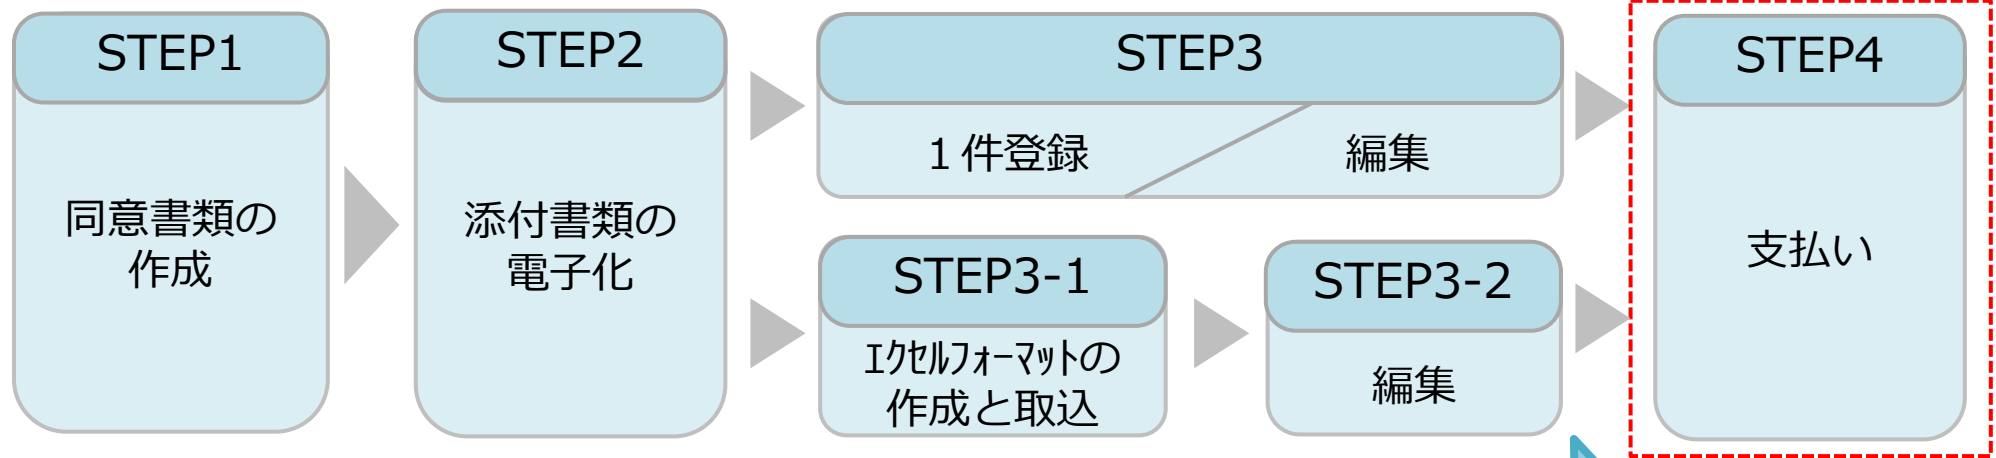 STEP1
同意書類の
作成
STEP2
添付書類の
電子化
STEP3
１件登録
編集
STEP3-1
ｴｸｾﾙﾌｫｰﾏｯﾄの
作成と取込
STEP3-2
編集
STEP4
支払い